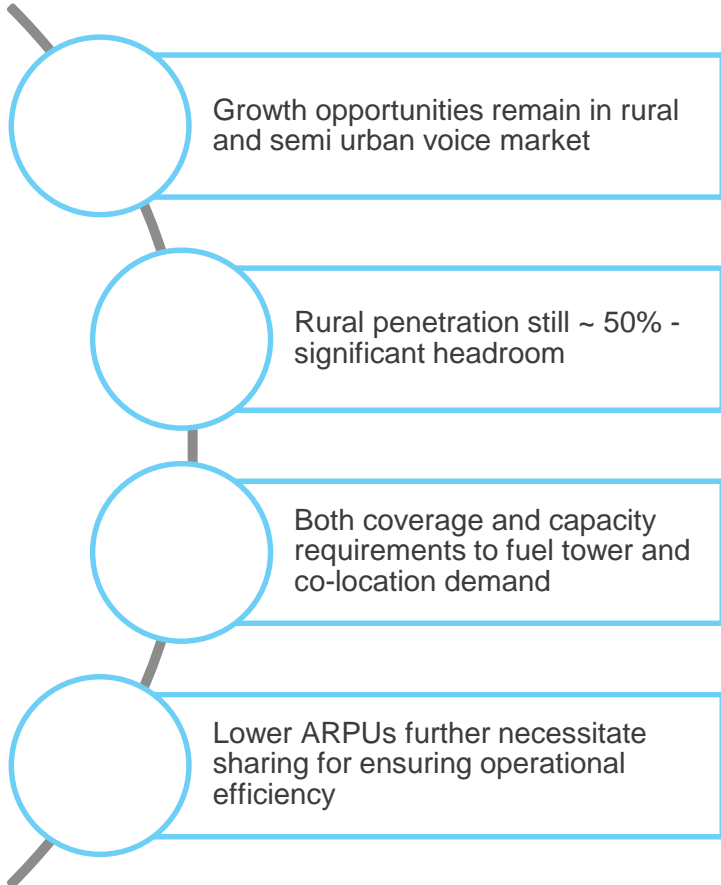 Growth opportunities remain in rural
and semi urban voice market
Rural penetration still ~ 50% -
significant headroom
Both coverage and capacity
requirements to fuel tower and
co-location demand
Lower ARPUs further necessitate
sharing for ensuring operational
efficiency